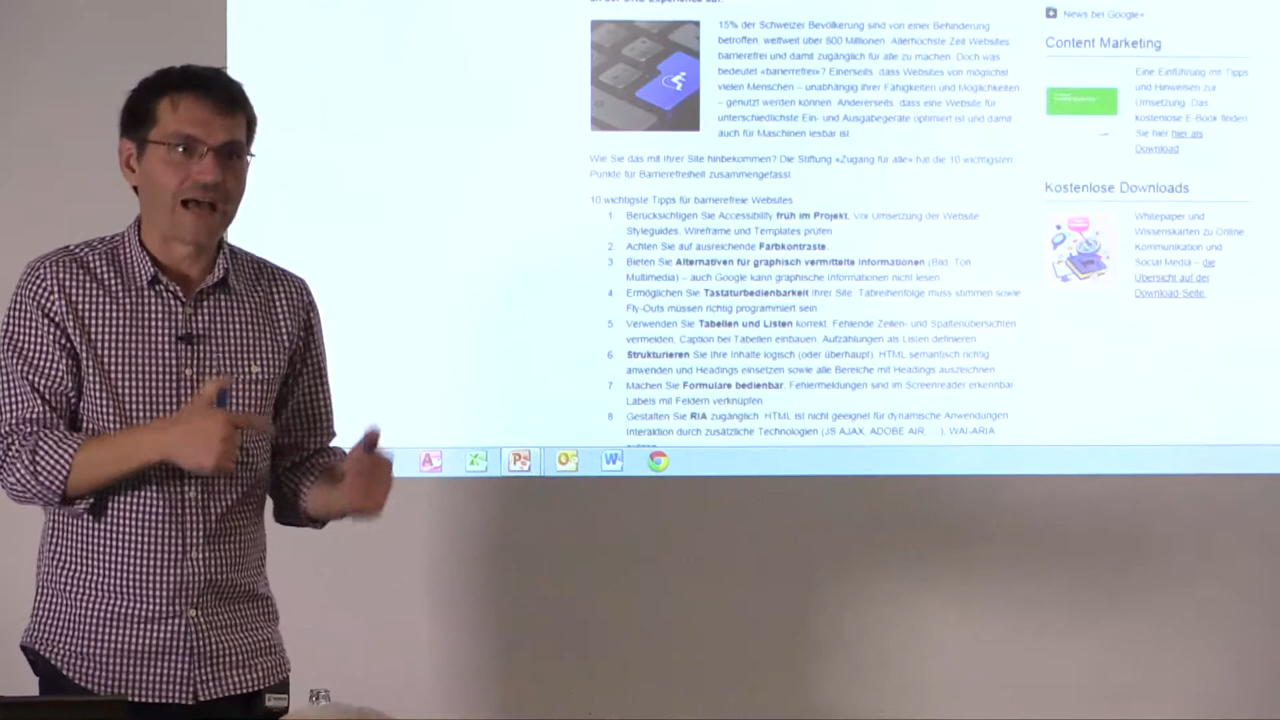 15% der Schweizer Bevölkerung sind von einer Behinderung
betroffen, weltweit über 800 Millionen. Allerhöchste Zeit Websites
barrierefrei und damit zugänglich für alle zu machen. Doch was
bedeutet «barrierefrei»? Einerseits, dass Websites von möglichst
vielen Menschen – unabhängig ihrer Fähigkeiten und Möglichkeiten
– genutzt werden können. Andererseits, dass eine Website für
unterschiedlichste Ein- und Ausgabegeräte optimiert ist und damit
auch für Maschinen lesbar ist.
Wie Sie das mit Ihrer Site hinbekommen? Die Stiftung «Zugang für alle» hat die 10 wichtigsten
Punkte für Barrierefreiheit zusammengefasst
10 wichtigste Tipps für barrierefreie Websites
1 Berücksichtigen Sie Accessibility früh im Projekt. Vor Umsetzung der Website
Styleguides, Wireframe und Templates prüfen
2. Achten Sie auf ausreichende Farbkontraste.
3 Bieten Sie Alternativen für graphisch vermittelte Informationen (Bild, Ton
Multimedia) – auch Google kann graphische Informationen nicht lesen
4 Ermöglichen Sie Tastaturbedienbarkeit Ihrer Site. Tabreihenfolge muss stimmen sowie
Fly-Outs müssen richtig programmiert sein
5 Verwenden Sie Tabellen und Listen korrekt. Fehlende Zeilen- und Spaltenübersichten
vermeiden, Caption bei Tabellen einbauen. Aufzählungen als Listen definieren
6 Strukturieren Sie Ihre Inhalte logisch (oder überhaupt). HTML semantisch richtig
anwenden und Headings einsetzen sowie alle Bereiche mit Headings auszeichnen
7 Machen Sie Formulare bedienbar. Fehlermeldungen sind im Screenreader erkennbar
Labels mit Feldern verknüpfen
8 Gestalten Sie RIA zugänglich. HTML ist nicht geeignet für dynamische Anwendungen
Interaktion durch zusätzliche Technologien (JS AJAX, ADOBE AIR, ...), WAI-ARIA
News bei Google+
Content Marketing
Eine Einführung mit Tipps
und Hinweisen zur
Umsetzung. Das
kostenlose E-Book finden
Sie hier hier als
Download
Kostenlose Downloads
Whitepaper und
Wissenskarten zu Online
Kommunikation und
Social Media – die
Übersicht auf der
Download-Seite.